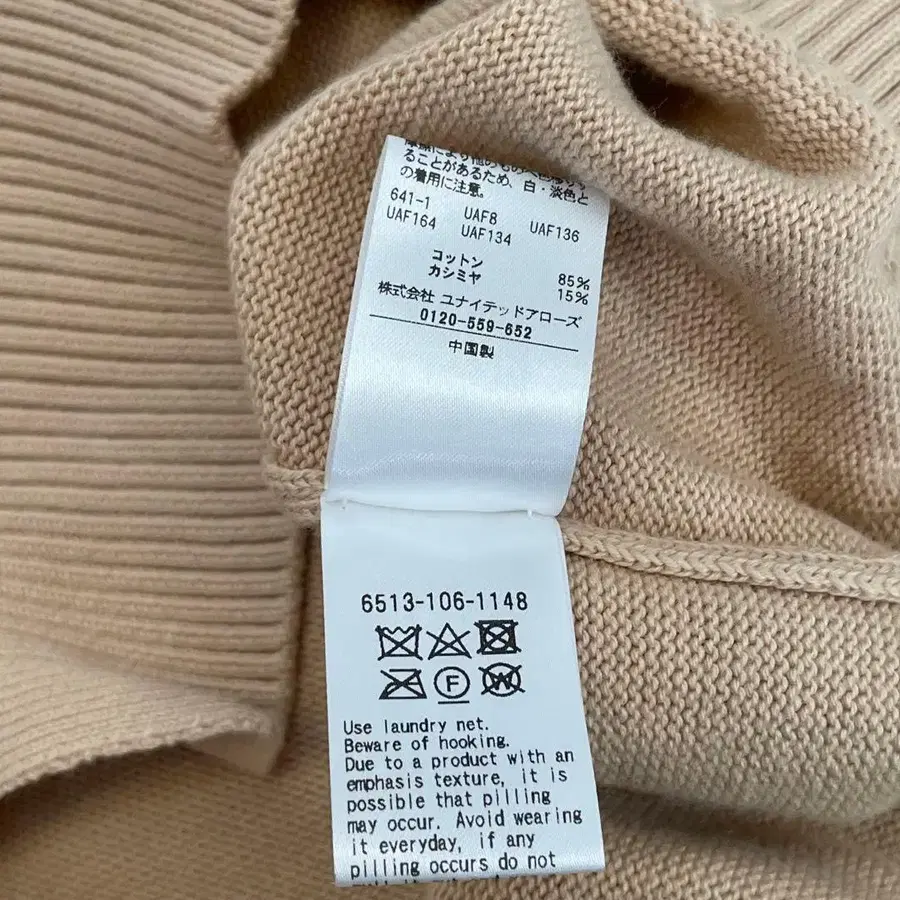 ることがあるため、白・淡色と
の着用に注意。
641-1 UAF8 UAF136
UAF164 UAF134
コットン 85%
カシミヤ 15%
株式会社 ユナイテッドアローズ
0120-559-652
中国製
6513-106-1148
F W
Use laundry net.
Beware of hooking.
Due to a product with an
emphasis texture, it is
possible that pilling
may occur. Avoid wearing
it everyday, if any
pilling occurs do not